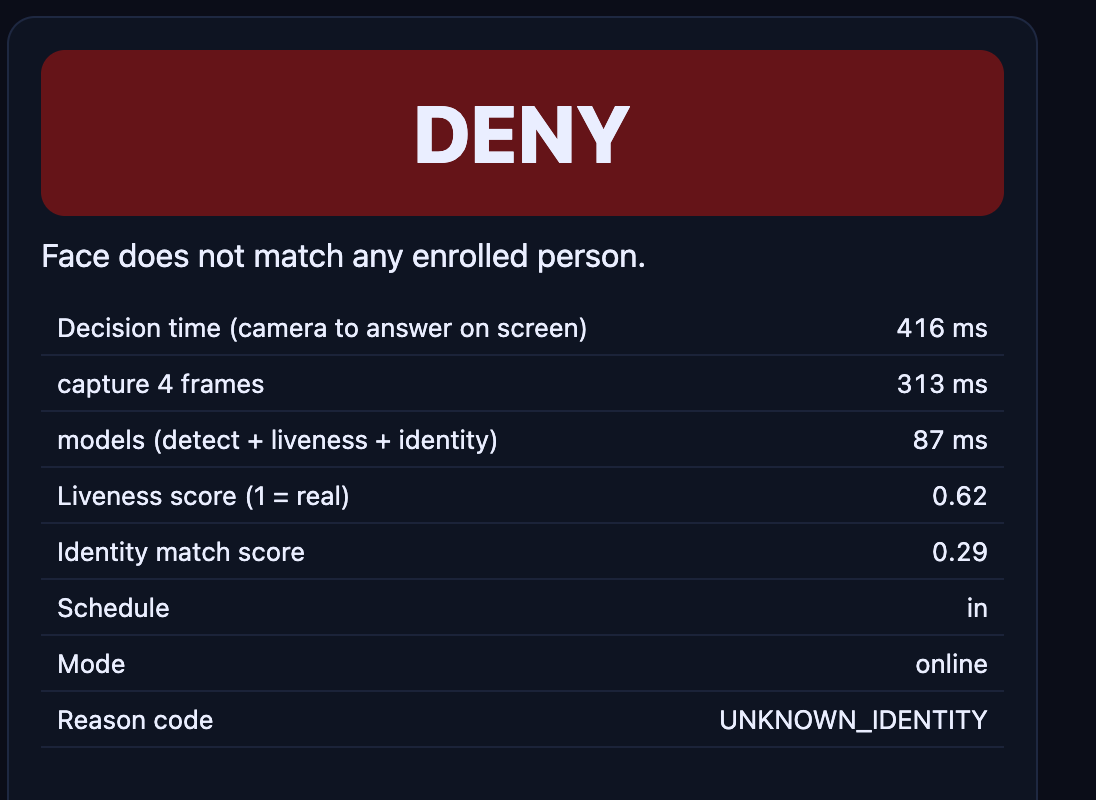 DENY
Face does not match any enrolled person.
Decision time (camera to answer on screen) 416 ms
capture 4 frames 313 ms
models (detect + liveness + identity) 87 ms
Liveness score (1 = real) 0.62
Identity match score 0.29
Schedule in
Mode online
Reason code UNKNOWN_IDENTITY